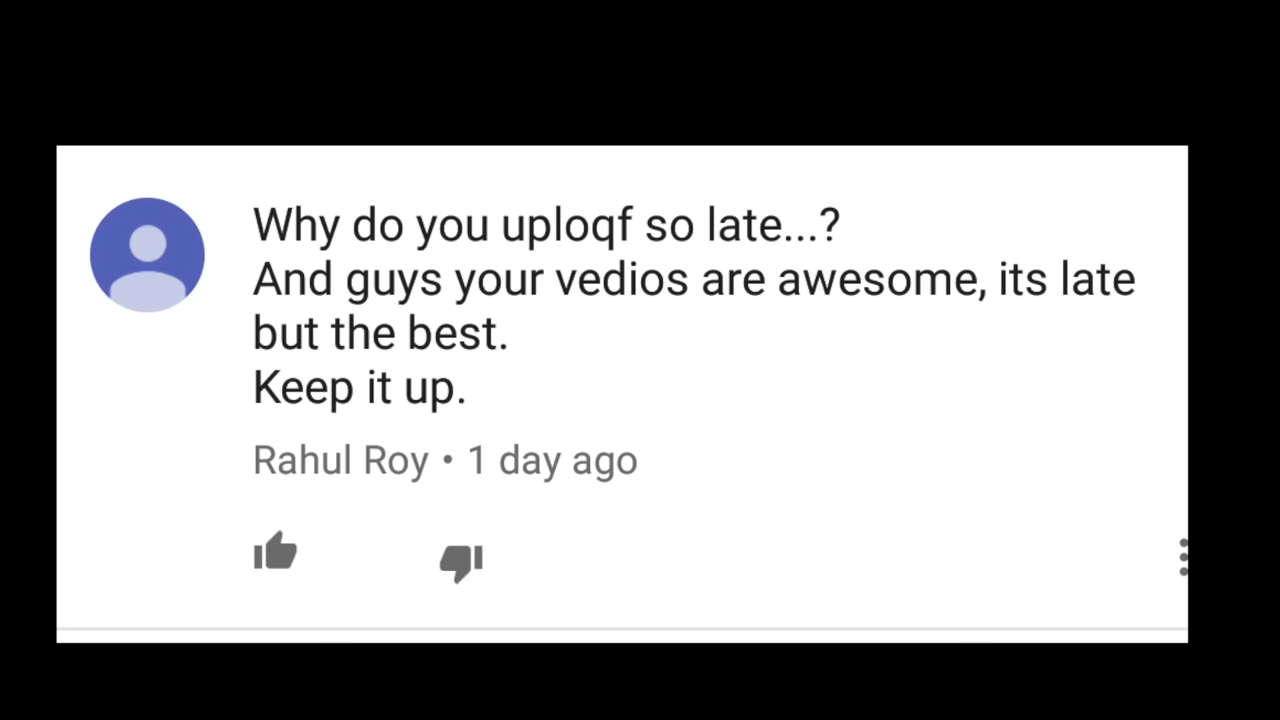 Why do you uploqf so late...?
And guys your vedios are awesome, its late
but the best.
Keep it up.
Rahul Roy • 1 day ago